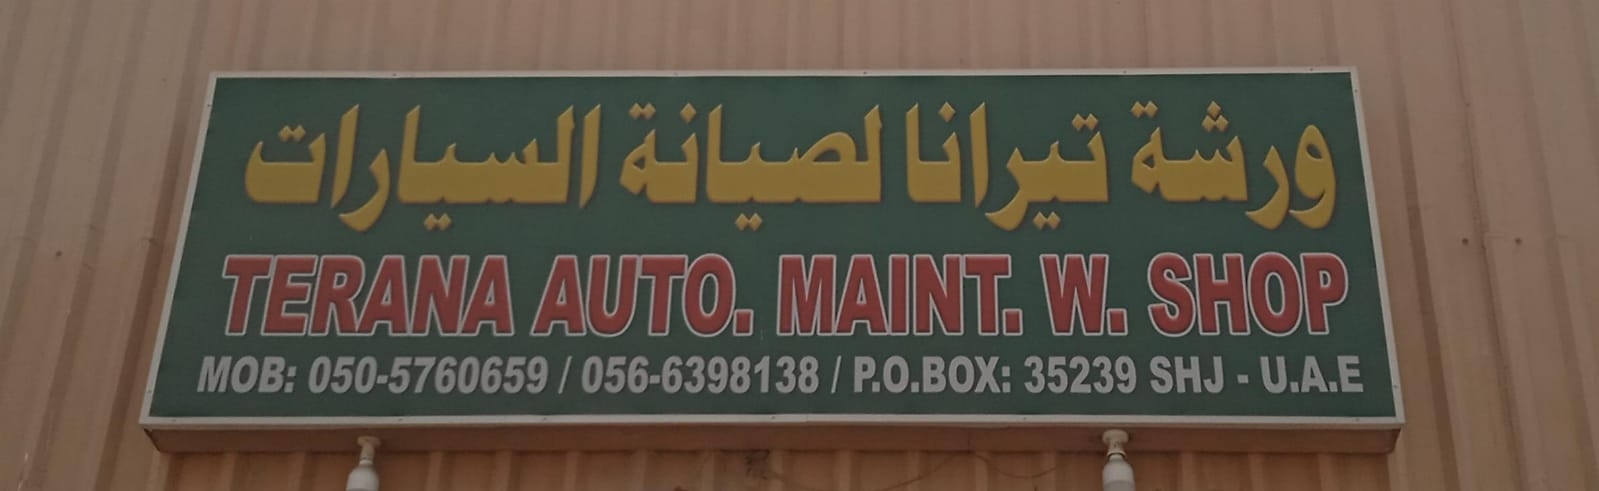 ورشة تيرانا لصيانة السيارات
TERANA AUTO. MAINT. W. SHOP
MOB: 050-5760659 / 056-6398138 / P.O.BOX: 35239 SHJ - U.A.E